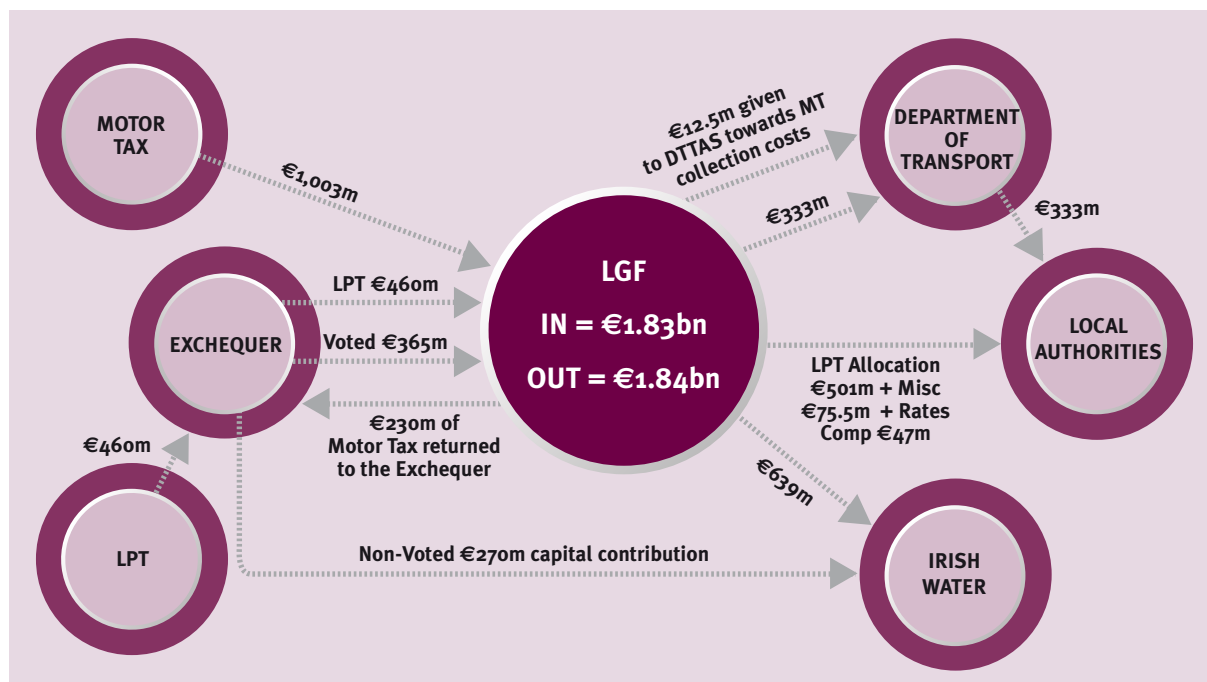 MOTOR
TAX
€1,003m
EXCHEQUER
LPT €460m
Voted €365m
€230m of
Motor Tax returned
to the Exchequer
€460m
LPT
Non-Voted €270m capital contribution
LGF
IN = €1.83bn
OUT = €1.84bn
€12.5m given
to DTTAS towards MT
collection costs
€333m
DEPARTMENT
OF
TRANSPORT
€333m
LOCAL
AUTHORITIES
LPT Allocation
€501m + Misc
€75.5m + Rates
Comp €47m
€639m
IRISH
WATER